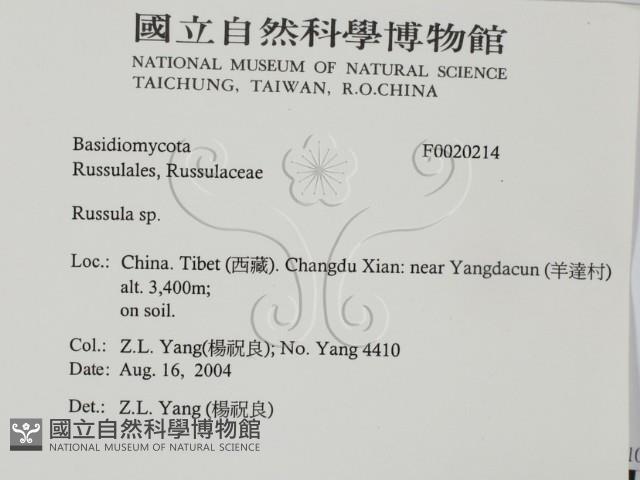 國立自然科學博物館
NATIONAL MUSEUM OF NATURAL SCIENCE
TAICHUNG, TAIWAN, R.O.CHINA
Basidiomycota F0020214
Russulales, Russulaceae
Russula sp.
Loc.: China. Tibet (西藏). Changdu Xian: near Yangdacun (羊達村)
alt. 3,400m;
on soil.
Col.: Z.L. Yang(楊祝良); No. Yang 4410
Date: Aug. 16, 2004
Det.: Z.L. Yang (楊祝良)
國立自然科學博物館
NATIONAL MUSEUM OF NATURAL SCIENCE